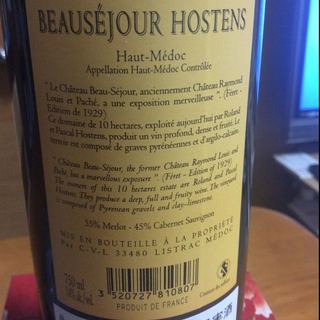 BEAUSÉJOUR HOSTENS
Haut-Médoc
Appellation Haut-Médoc Contrôlée
" Le Château Beau-Séjour, anciennement Château Raymond
Louis et Paché, a une exposition merveilleuse ". (Féret -
Edition de 1929)
Ce domaine de 10 hectares, exploité aujourd'hui par Roland
et Pascal Hostens, produit un vin profond, dense et fruité. Le
terroir est composé de graves pyrénéennes et d'argilo-calcaire.
" Château Beau-Séjour, the former Château Raymond Louis and
Paché, has a marvellous exposure ". (Féret - Edition of 1929)
The owners of this 10 hectares estate are Roland and Pascal
Hostens. They produce a deep, full and fruity wine. The vineyard
is composed of Pyrenean gravels and clay-limestone.
55% Merlot - 45% Cabernet Sauvignon
MIS EN BOUTEILLE À LA PROPRIÉTÉ
Par C-V-L 33480 LISTRAC MÉDOC
750 ml
3 520727 810807
PRODUIT DE FRANCE